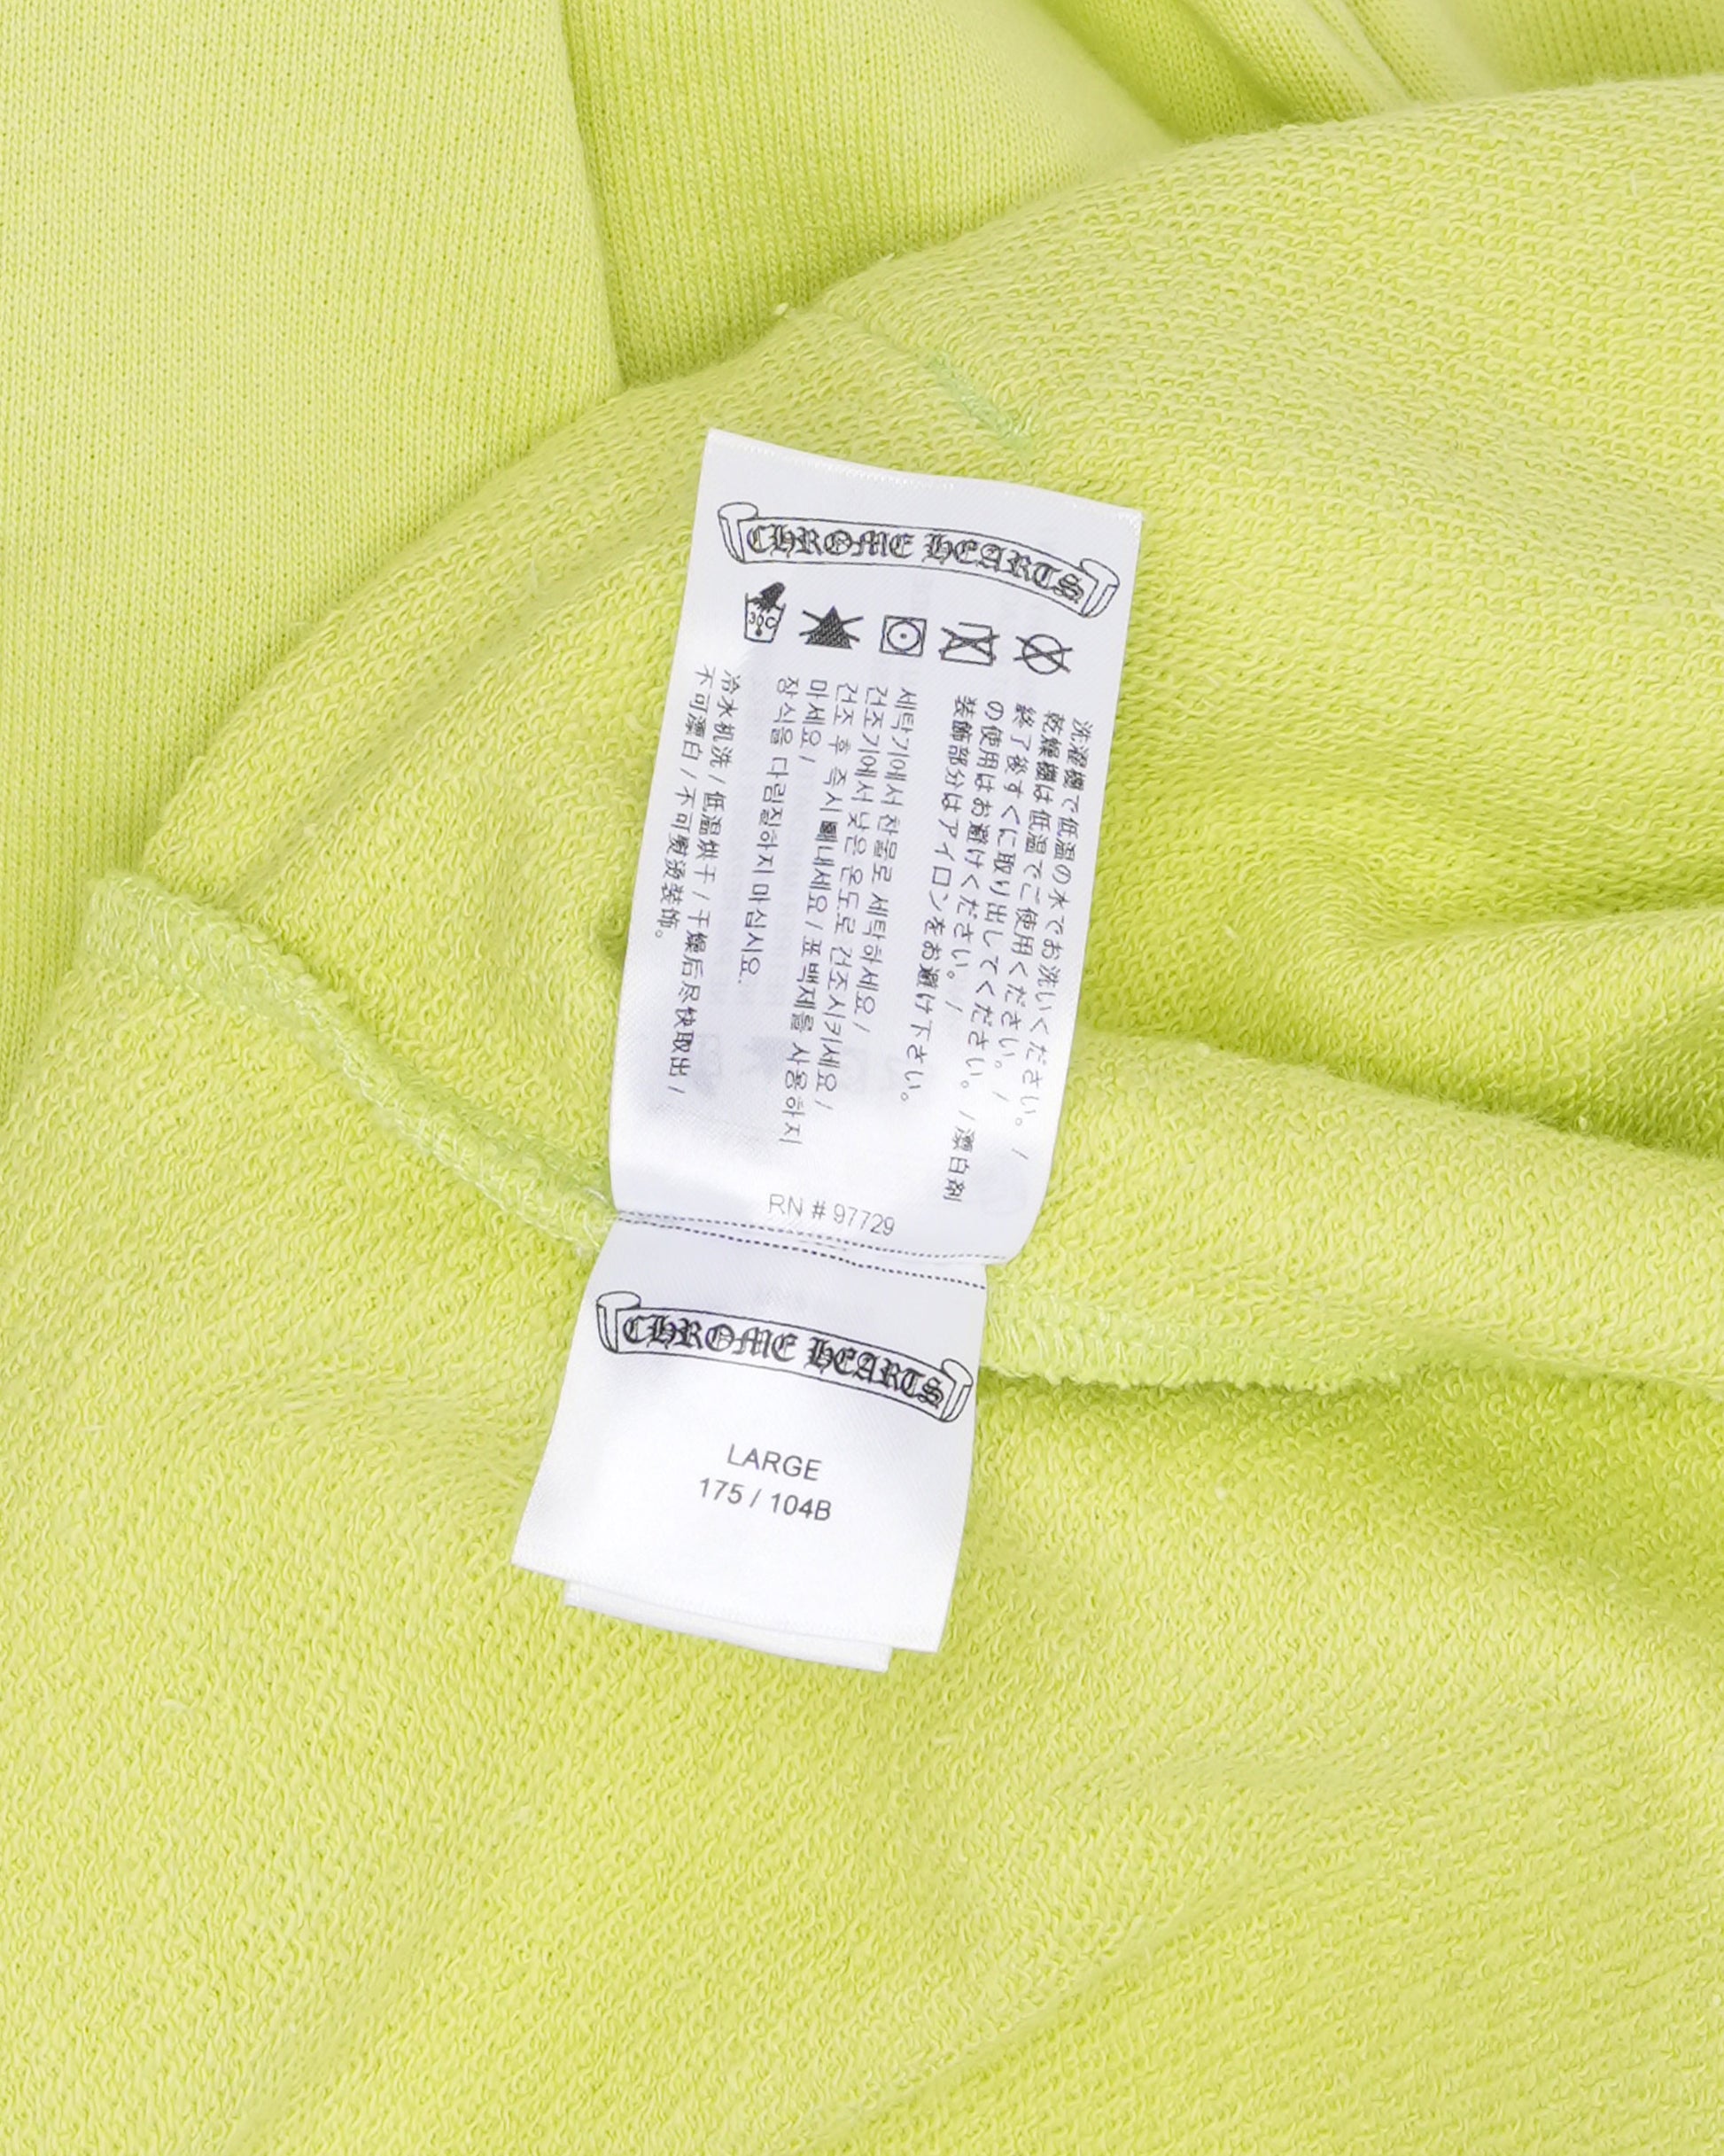 CHROME HEARTS
30C
洗濯機で低温の水でお洗いください。 /
乾燥機は低温でご使用ください。 /
終了後すぐに取り出してください。 / 漂白剤
の使用はお避けください。 /
装飾部分はアイロンをお避け下さい。
세탁기에서 찬물로 세탁하세요 /
건조기에서 낮은 온도로 건조시키세요 /
건조 후 즉시 빼내세요 / 표백제를 사용하지
마세요 /
장식을 다림질하지 마십시요.
冷水机洗 / 低温烘干 / 干燥后尽快取出 /
不可漂白 / 不可熨烫装饰。
RN # 97729
CHROME HEARTS
LARGE
175 / 104B